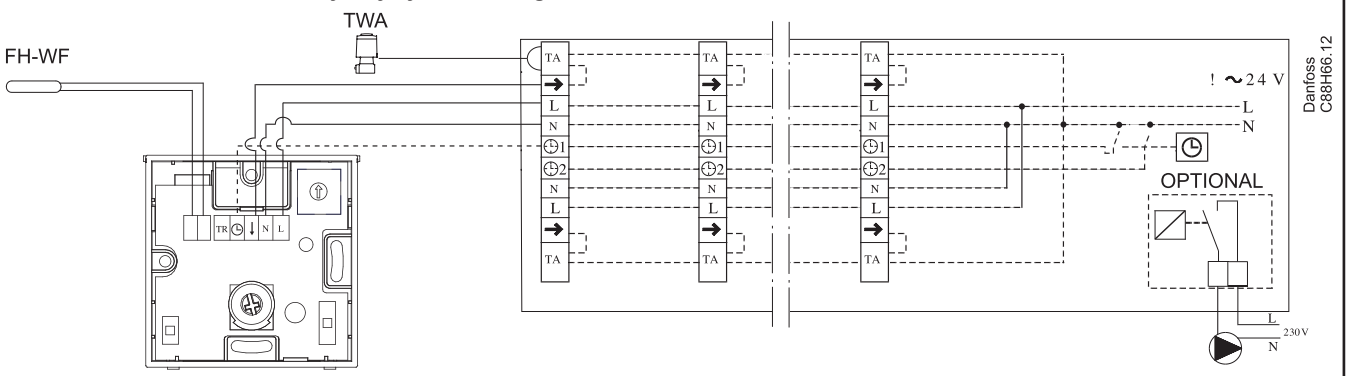 TWA
FH-WF
TR N L
TA
L
N
1
2
N
L
TA
TA
L
N
1
2
N
L
TA
TA
L
N
1
2
N
L
TA
! ~24 V
L
N
OPTIONAL
L
230V
N
Danfoss
C88H66.12